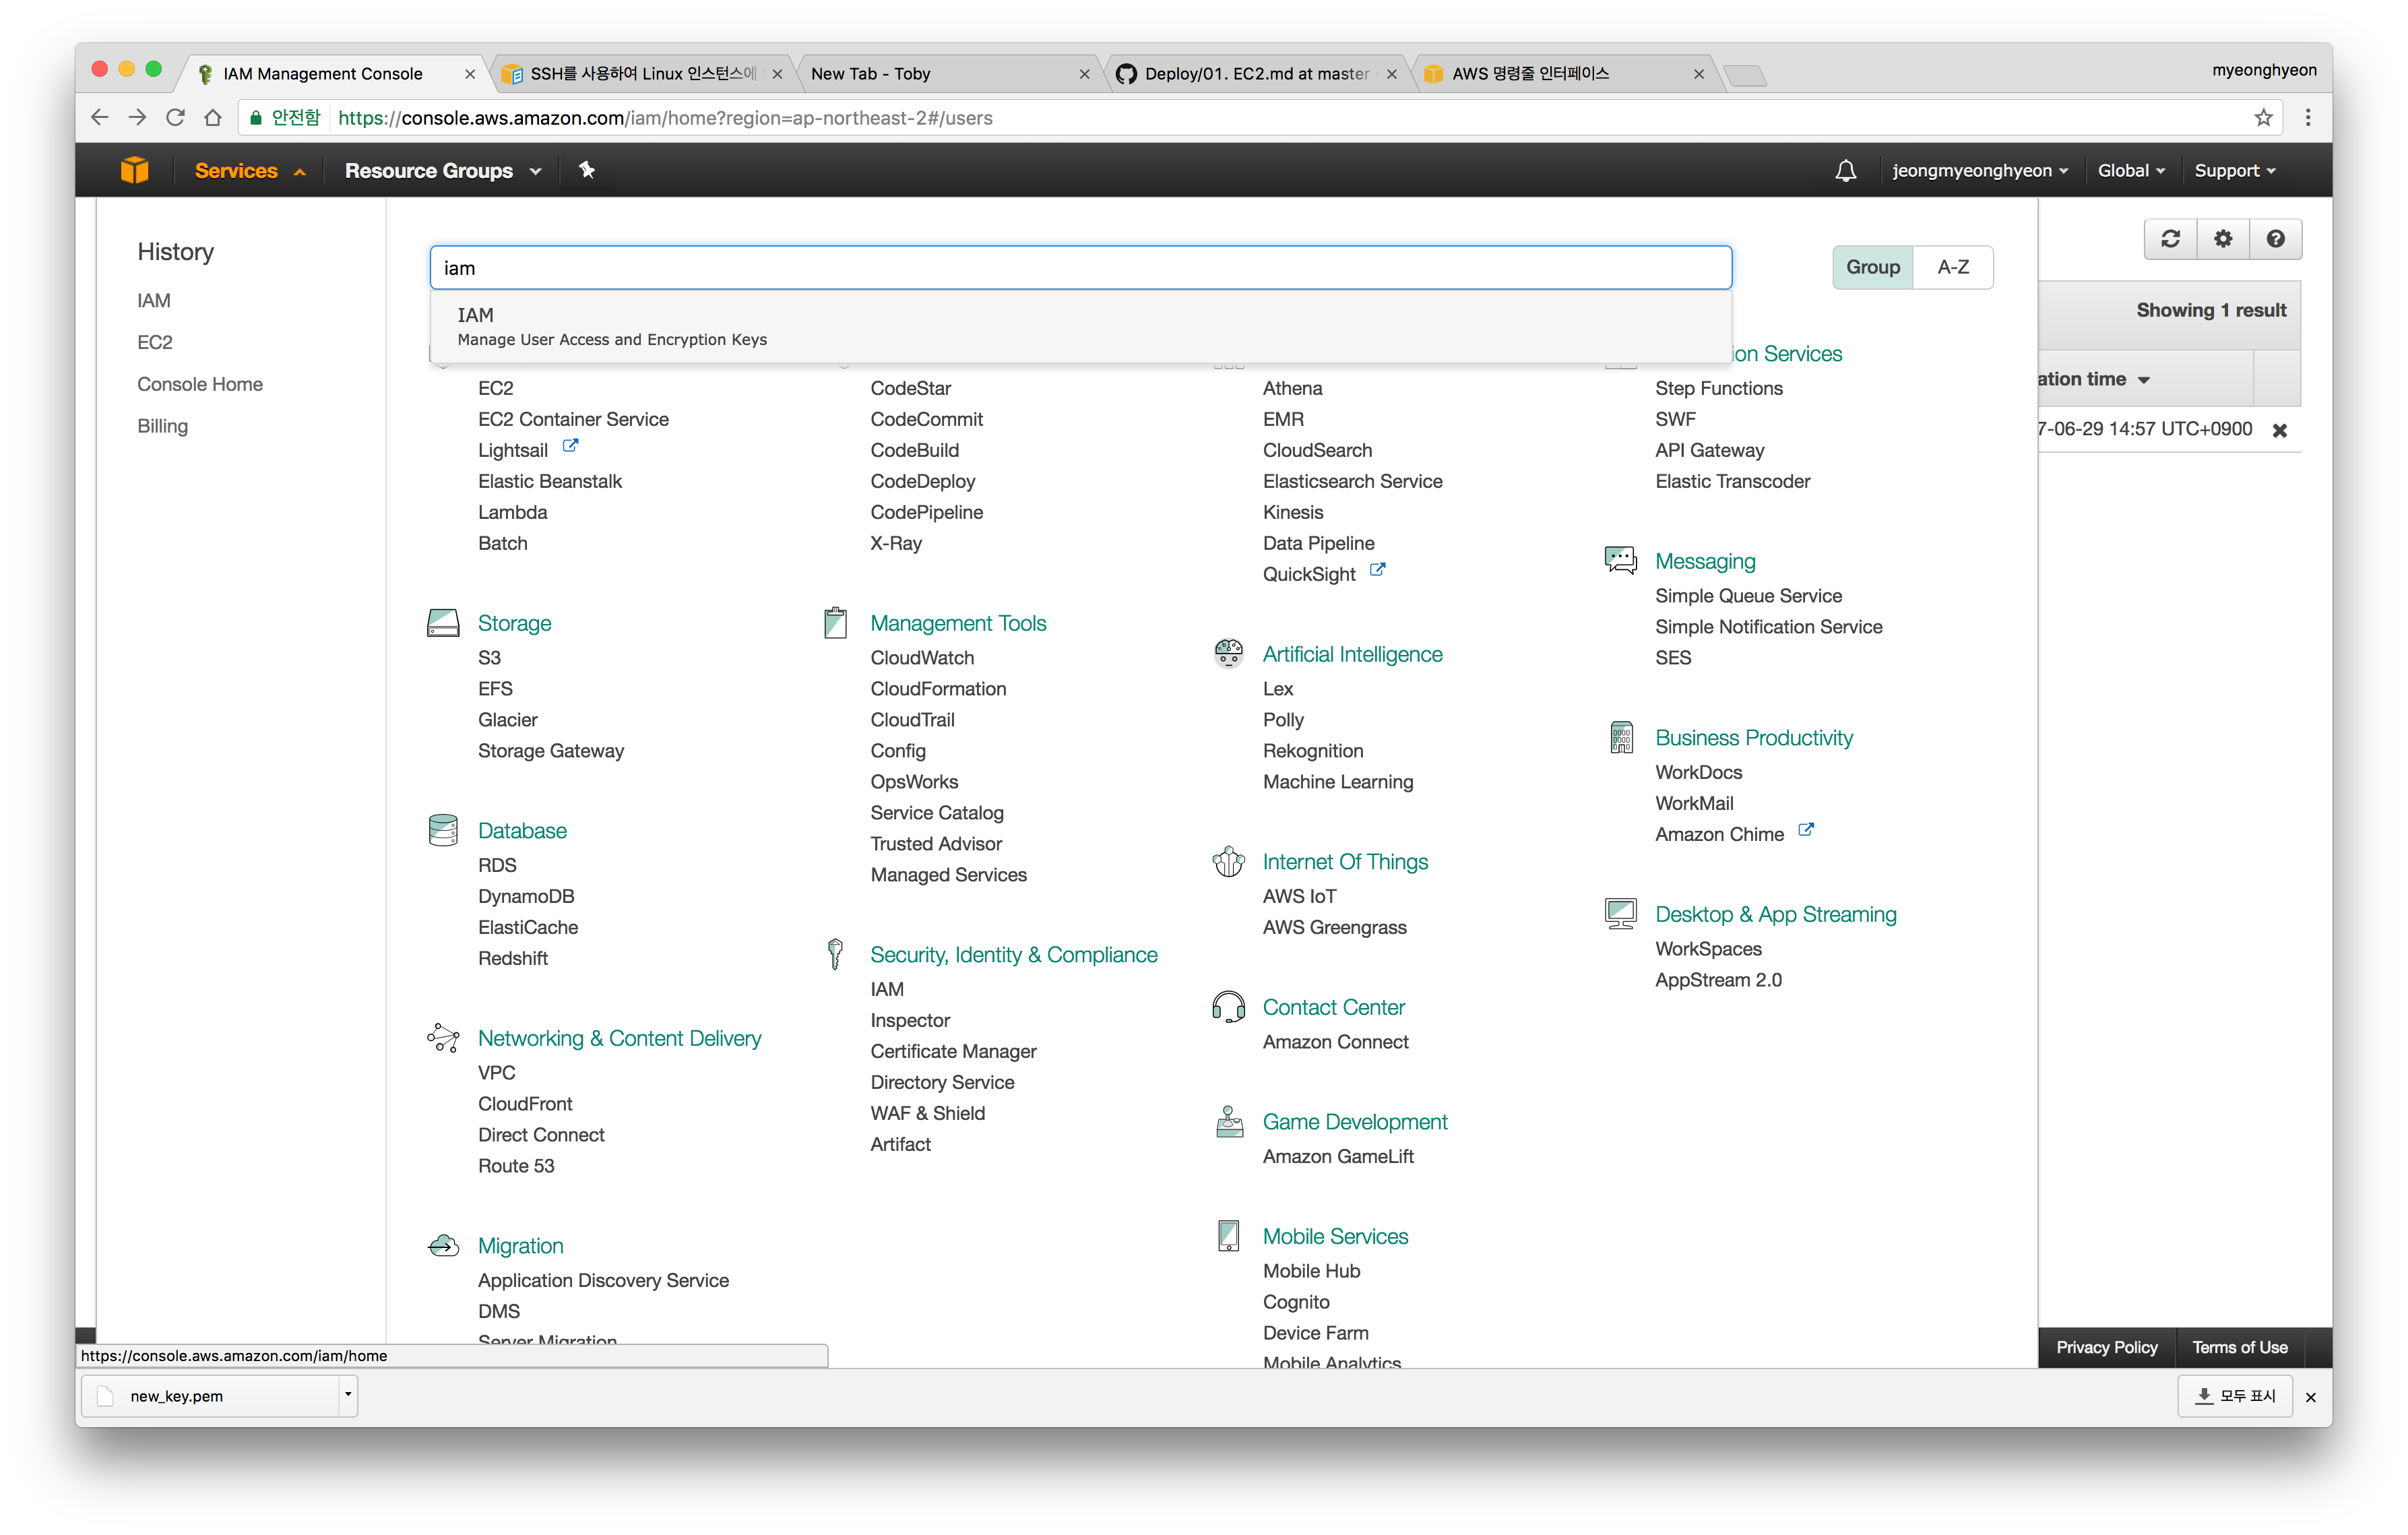 IAM Management Console
SSH를 사용하여 Linux 인스턴스에
New Tab - Toby
Deploy/01. EC2.md at master
AWS 명령줄 인터페이스
myeonghyeon
안전함
https://console.aws.amazon.com/iam/home?region=ap-northeast-2#/users
Services
Resource Groups
jeongmyeonghyeon
Global
Support
History
IAM
EC2
Console Home
Billing
iam
Group
A-Z
IAM
Manage User Access and Encryption Keys
EC2
EC2 Container Service
Lightsail
Elastic Beanstalk
Lambda
Batch
Storage
S3
EFS
Glacier
Storage Gateway
Database
RDS
DynamoDB
ElastiCache
Redshift
Networking & Content Delivery
VPC
CloudFront
Direct Connect
Route 53
Migration
Application Discovery Service
DMS
Server Migration
CodeStar
CodeCommit
CodeBuild
CodeDeploy
CodePipeline
X-Ray
Management Tools
CloudWatch
CloudFormation
CloudTrail
Config
OpsWorks
Service Catalog
Trusted Advisor
Managed Services
Security, Identity & Compliance
IAM
Inspector
Certificate Manager
Directory Service
WAF & Shield
Artifact
Athena
EMR
CloudSearch
Elasticsearch Service
Kinesis
Data Pipeline
QuickSight
Artificial Intelligence
Lex
Polly
Rekognition
Machine Learning
Internet Of Things
AWS IoT
AWS Greengrass
Contact Center
Amazon Connect
Game Development
Amazon GameLift
Mobile Services
Mobile Hub
Cognito
Device Farm
Mobile Analytics
ion Services
Step Functions
SWF
API Gateway
Elastic Transcoder
Messaging
Simple Queue Service
Simple Notification Service
SES
Business Productivity
WorkDocs
WorkMail
Amazon Chime
Desktop & App Streaming
WorkSpaces
AppStream 2.0
Showing 1 result
ation time
7-06-29 14:57 UTC+0900
Privacy Policy
Terms of Use
https://console.aws.amazon.com/iam/home
new_key.pem
모두 표시